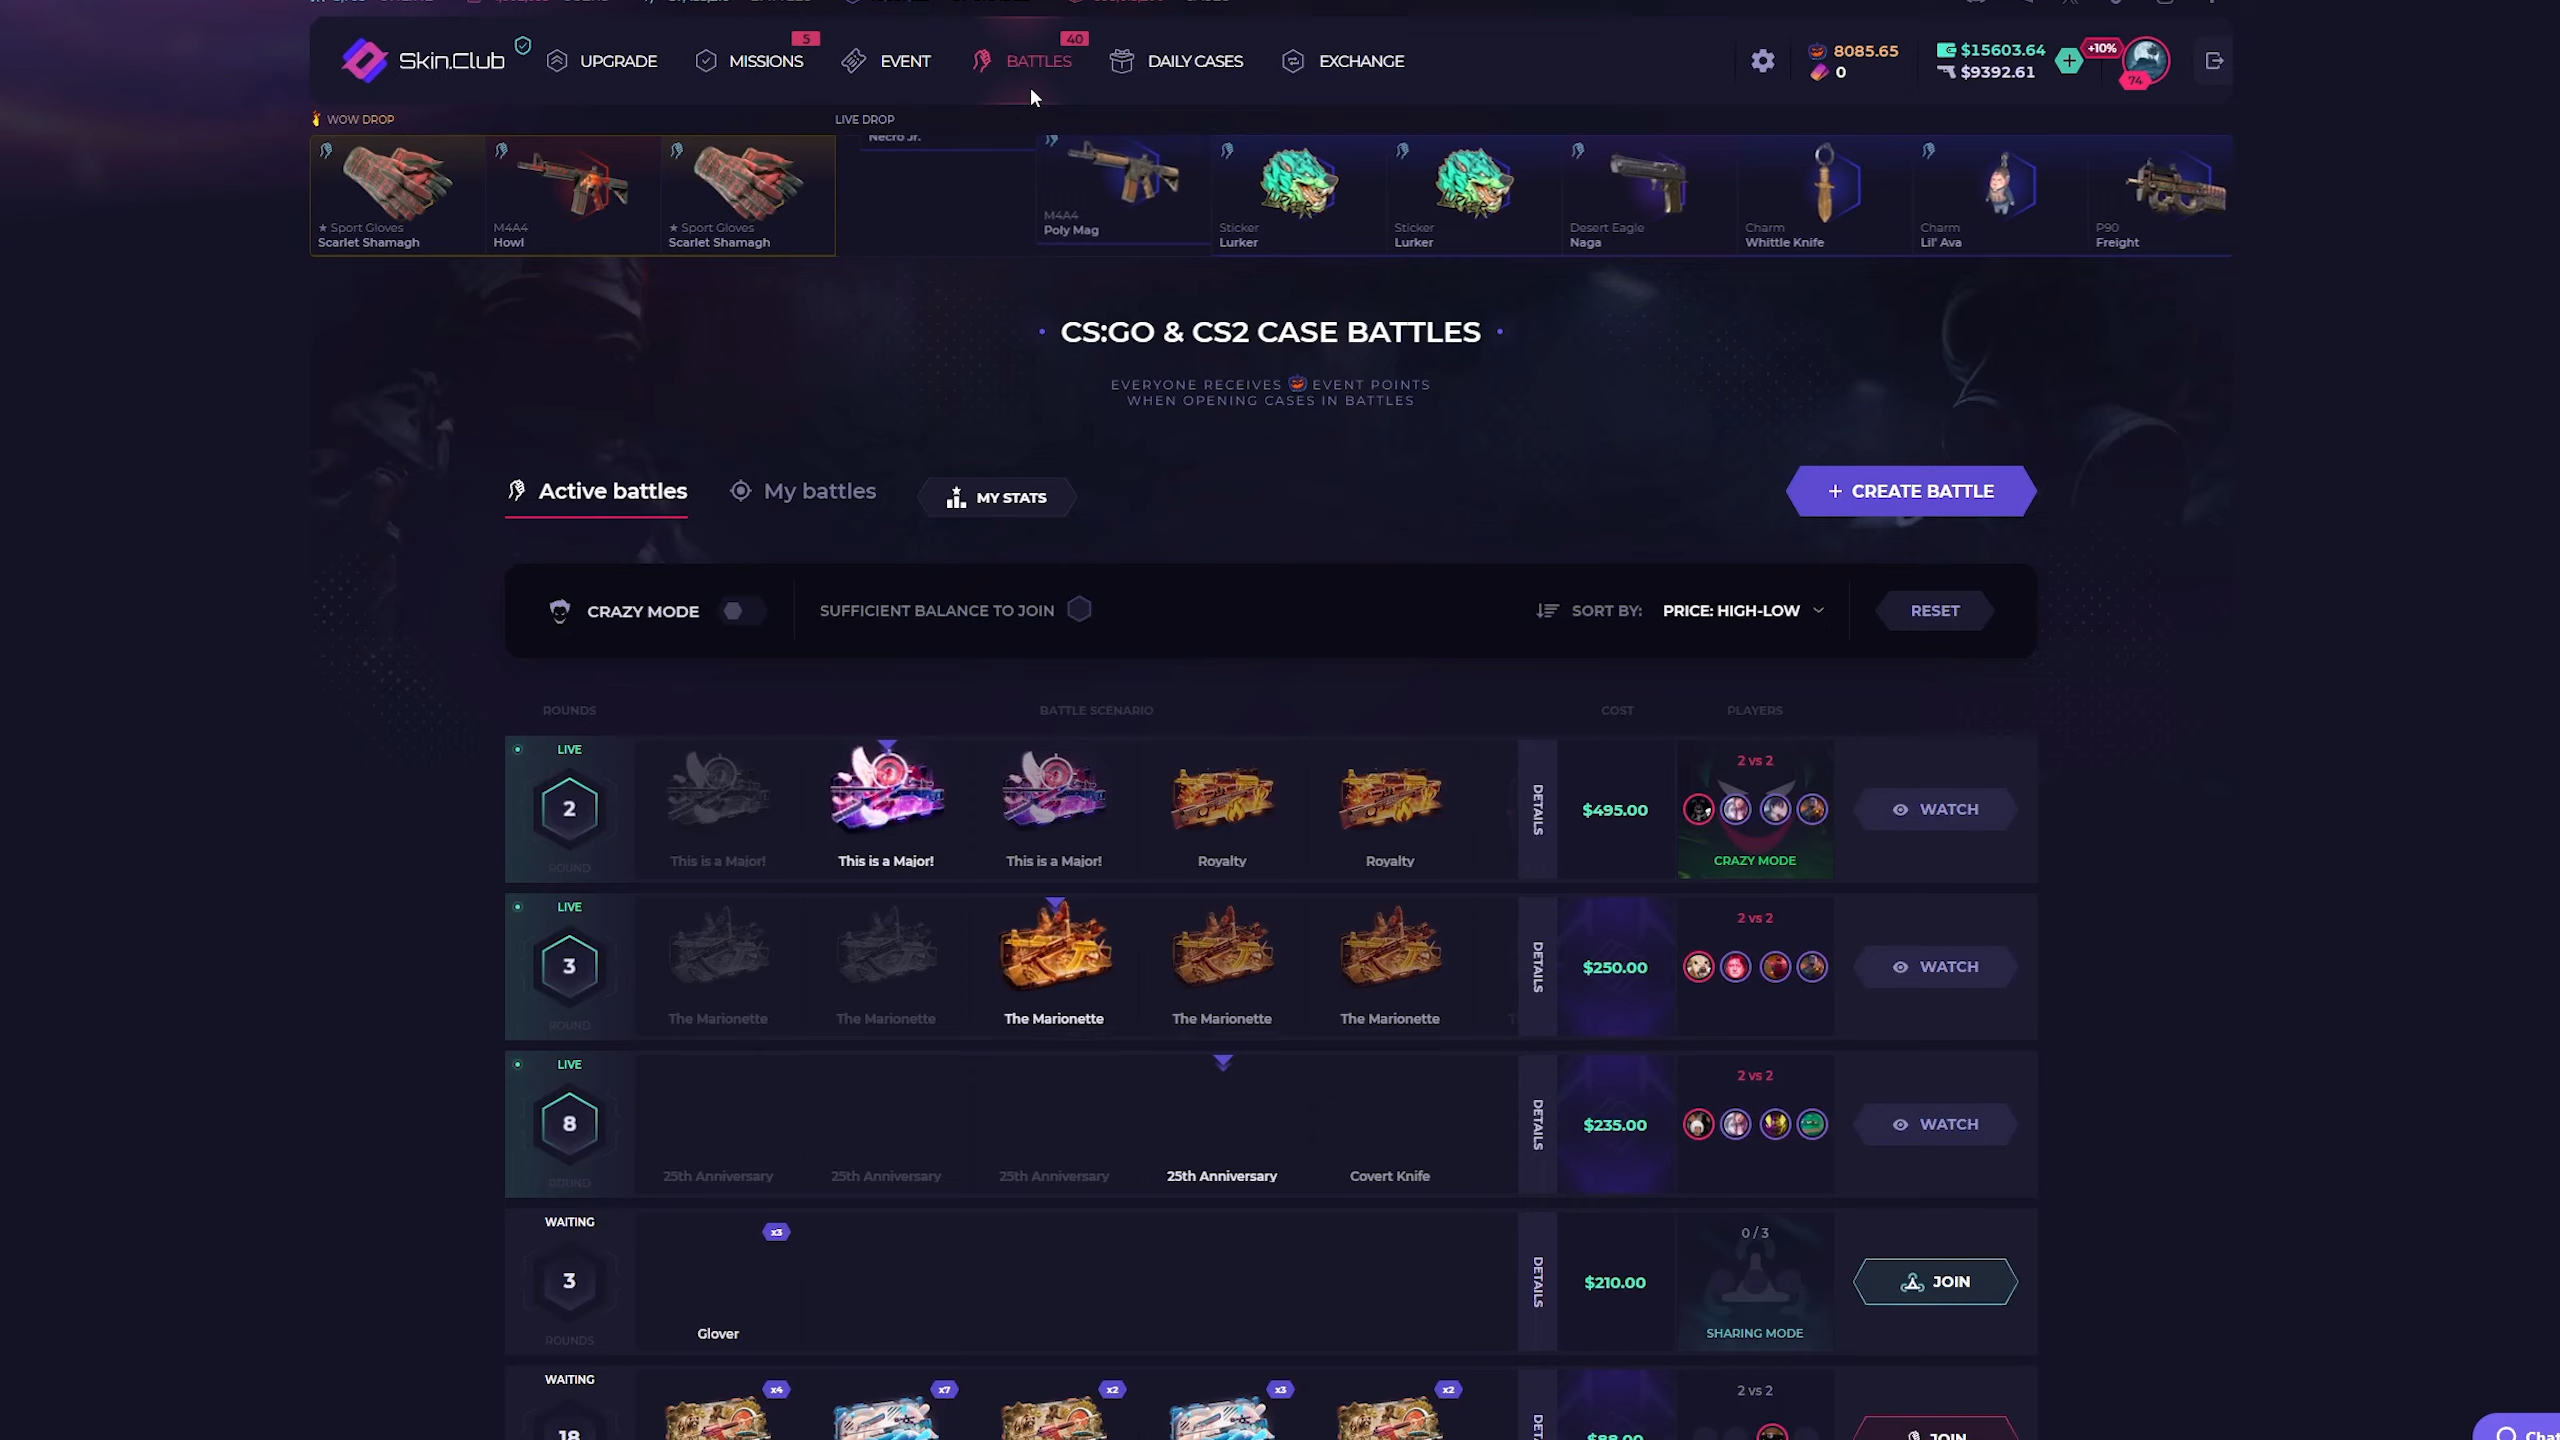 Skin.Club
UPGRADE
5
MISSIONS
EVENT
40
BATTLES
DAILY CASES
EXCHANGE
8085.65
0
$15603.64
$9392.61
+10%
74
WOW DROP
LIVE DROP
★ Sport Gloves
Scarlet Shamagh
M4A4
Howl
★ Sport Gloves
Scarlet Shamagh
Necro Jr.
M4A4
Poly Mag
Sticker
Lurker
Sticker
Lurker
Desert Eagle
Naga
Charm
Whittle Knife
Charm
Lil' Ava
P90
Freight
CS:GO & CS2 CASE BATTLES
EVERYONE RECEIVES EVENT POINTS
WHEN OPENING CASES IN BATTLES
Active battles
My battles
MY STATS
+ CREATE BATTLE
CRAZY MODE
SUFFICIENT BALANCE TO JOIN
SORT BY: PRICE: HIGH-LOW
RESET
ROUNDS
BATTLE SCENARIO
COST
PLAYERS
LIVE
2
ROUND
This is a Major!
This is a Major!
This is a Major!
Royalty
Royalty
DETAILS
$495.00
2 vs 2
CRAZY MODE
WATCH
LIVE
3
ROUND
The Marionette
The Marionette
The Marionette
The Marionette
The Marionette
DETAILS
$250.00
2 vs 2
WATCH
LIVE
8
ROUND
25th Anniversary
25th Anniversary
25th Anniversary
25th Anniversary
Covert Knife
DETAILS
$235.00
2 vs 2
WATCH
WAITING
3
ROUNDS
x3
Glover
DETAILS
$210.00
0 / 3
SHARING MODE
JOIN
WAITING
18
x4
x7
x2
x3
x2
2 vs 2
JOIN